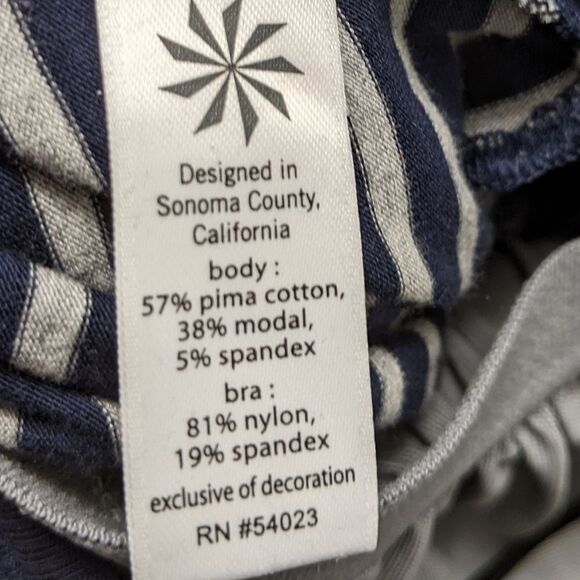 Designed in
Sonoma County,
California
body :
57% pima cotton,
38% modal,
5% spandex
bra :
81% nylon,
19% spandex
exclusive of decoration
RN #54023